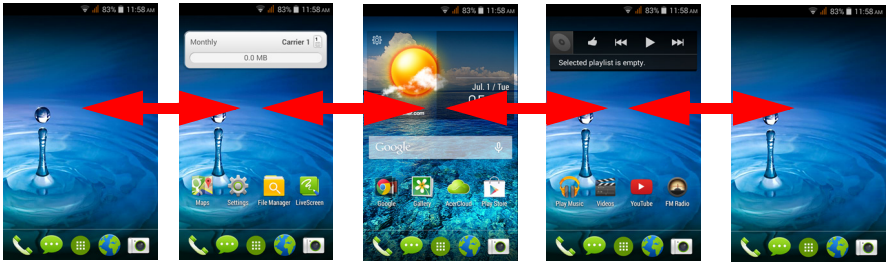 83% 11:58 AM
83% 11:58 AM
Monthly Carrier 1
0.0 MB
Maps Settings File Manager LiveScreen
83% 11:58 AM
Jul. 1 / Tue
Google
Google Gallery AcerCloud Play Store
83% 11:58 AM
Selected playlist is empty.
Play Music Videos YouTube FM Radio
83% 11:58 AM